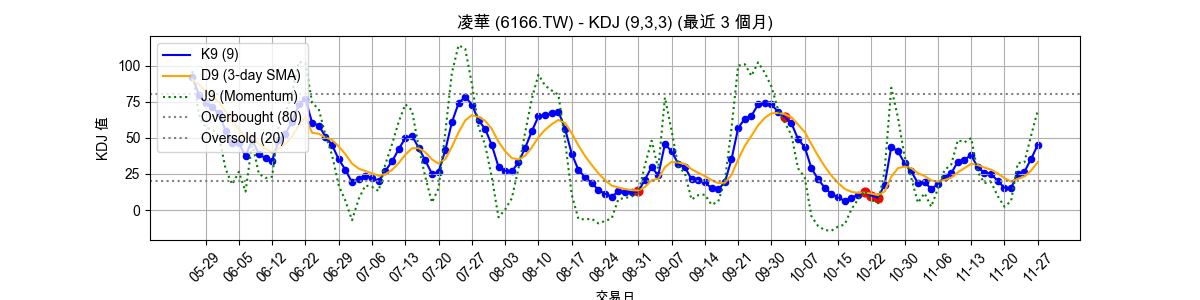 凌華 (6166.TW) - KDJ (9,3,3) (最近 3 個月)
K9 (9)
D9 (3-day SMA)
J9 (Momentum)
Overbought (80)
Oversold (20)
KDJ 值
100
75
50
25
0
05-29 06-05 06-12 06-22 06-29 07-06 07-13 07-20 07-27 08-03 08-10 08-17 08-24 08-31 09-07 09-14 09-21 09-30 10-07 10-15 10-22 10-30 11-06 11-13 11-20 11-27
交易日